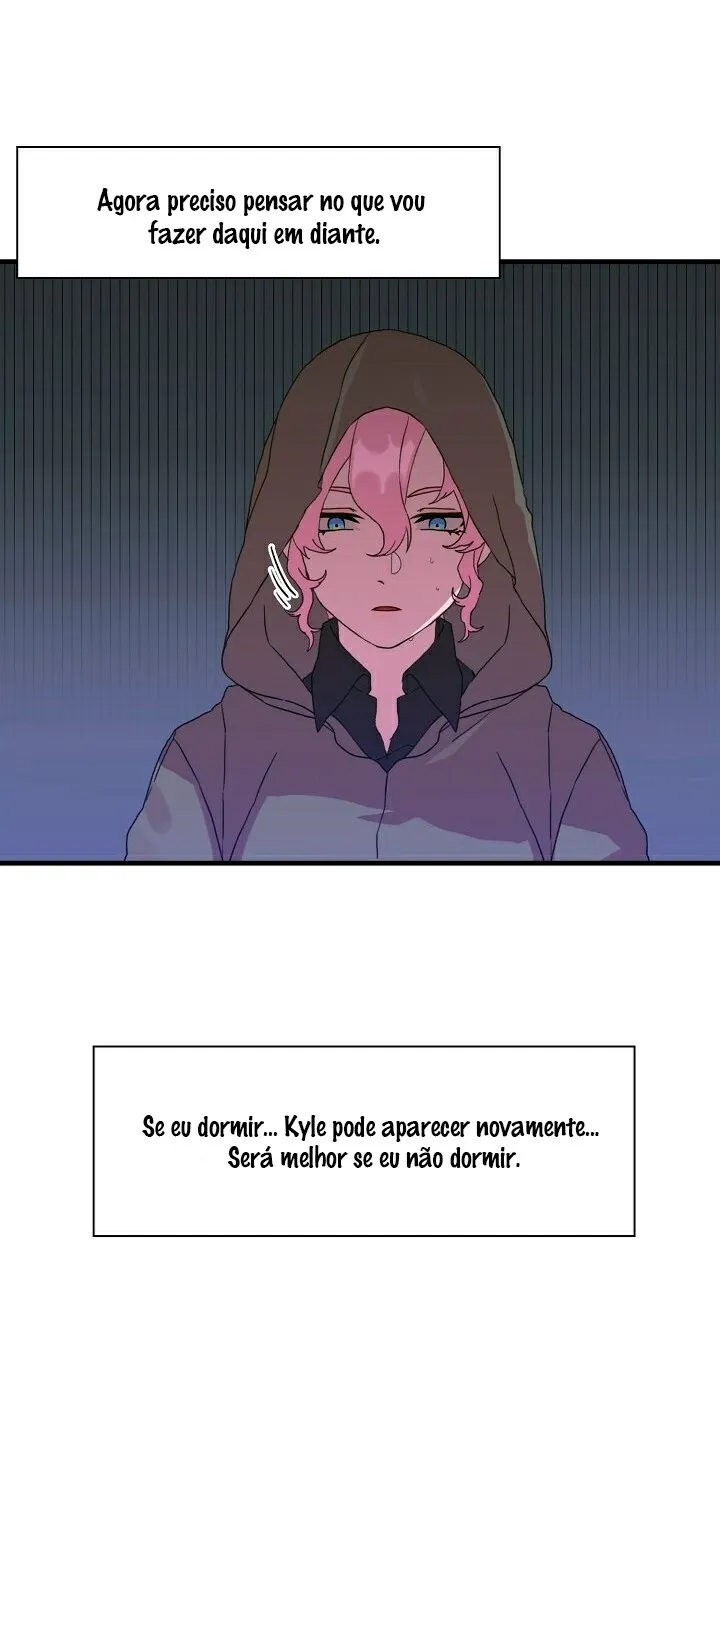 Agora preciso pensar no que vou
fazer daqui em diante.
Se eu dormir... Kyle pode aparecer novamente...
Será melhor se eu não dormir.